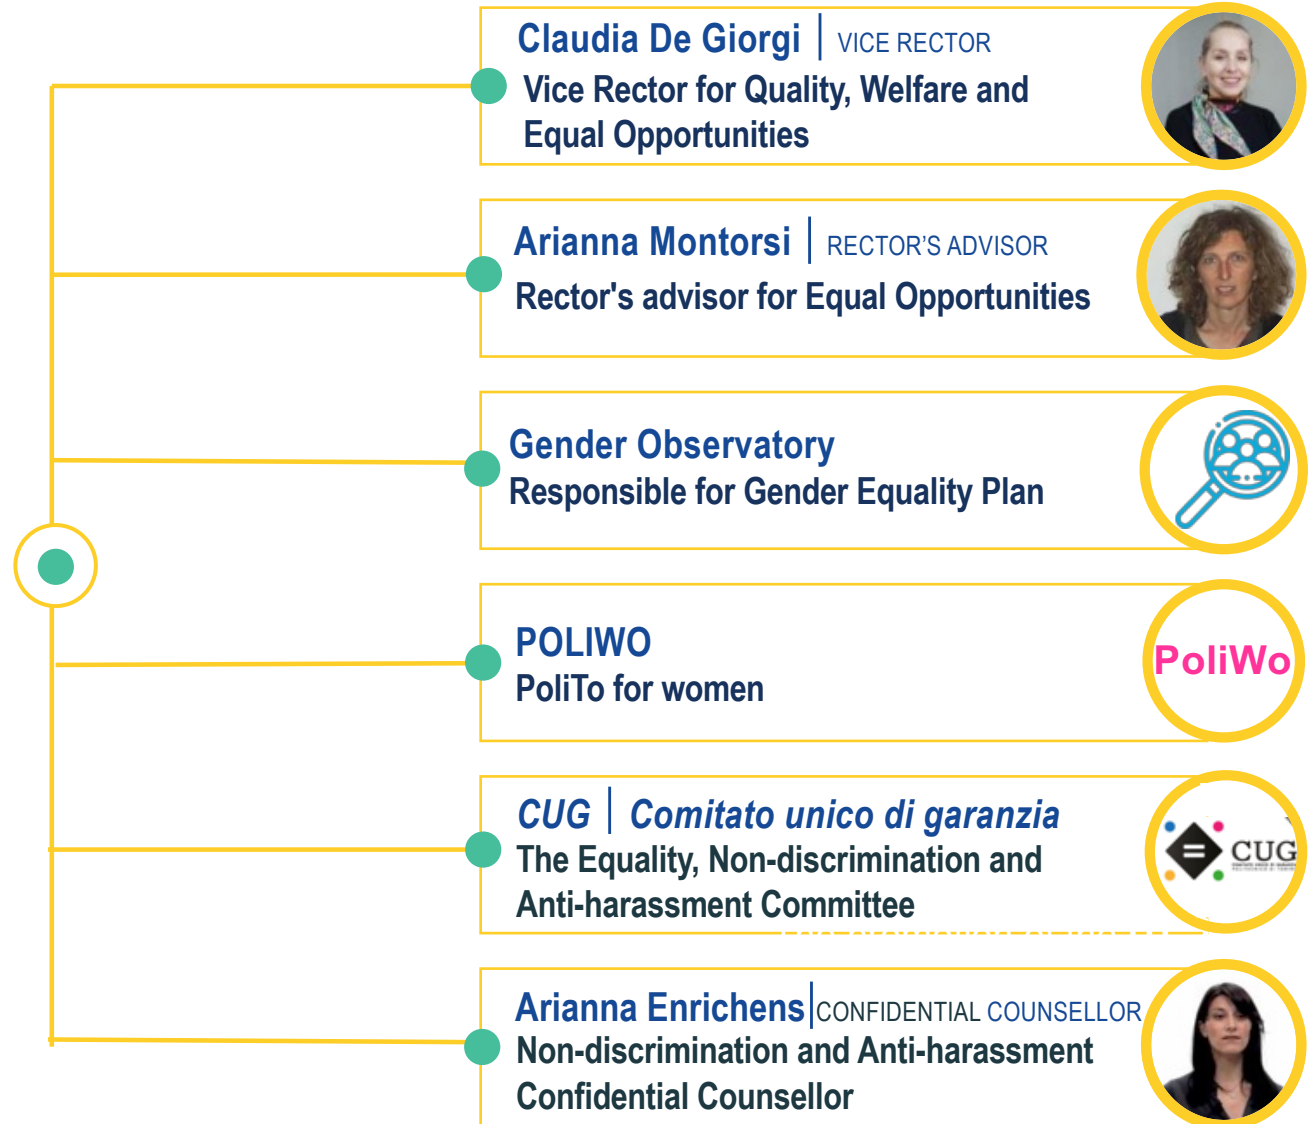 Claudia De Giorgi | VICE RECTOR
Vice Rector for Quality, Welfare and
Equal Opportunities
Arianna Montorsi | RECTOR'S ADVISOR
Rector's advisor for Equal Opportunities
Gender Observatory
Responsible for Gender Equality Plan
POLIWO
PoliTo for women
PoliWo
CUG | Comitato unico di garanzia
The Equality, Non-discrimination and
Anti-harassment Committee
CUG
Arianna Enrichens|CONFIDENTIAL COUNSELLOR
Non-discrimination and Anti-harassment
Confidential Counsellor